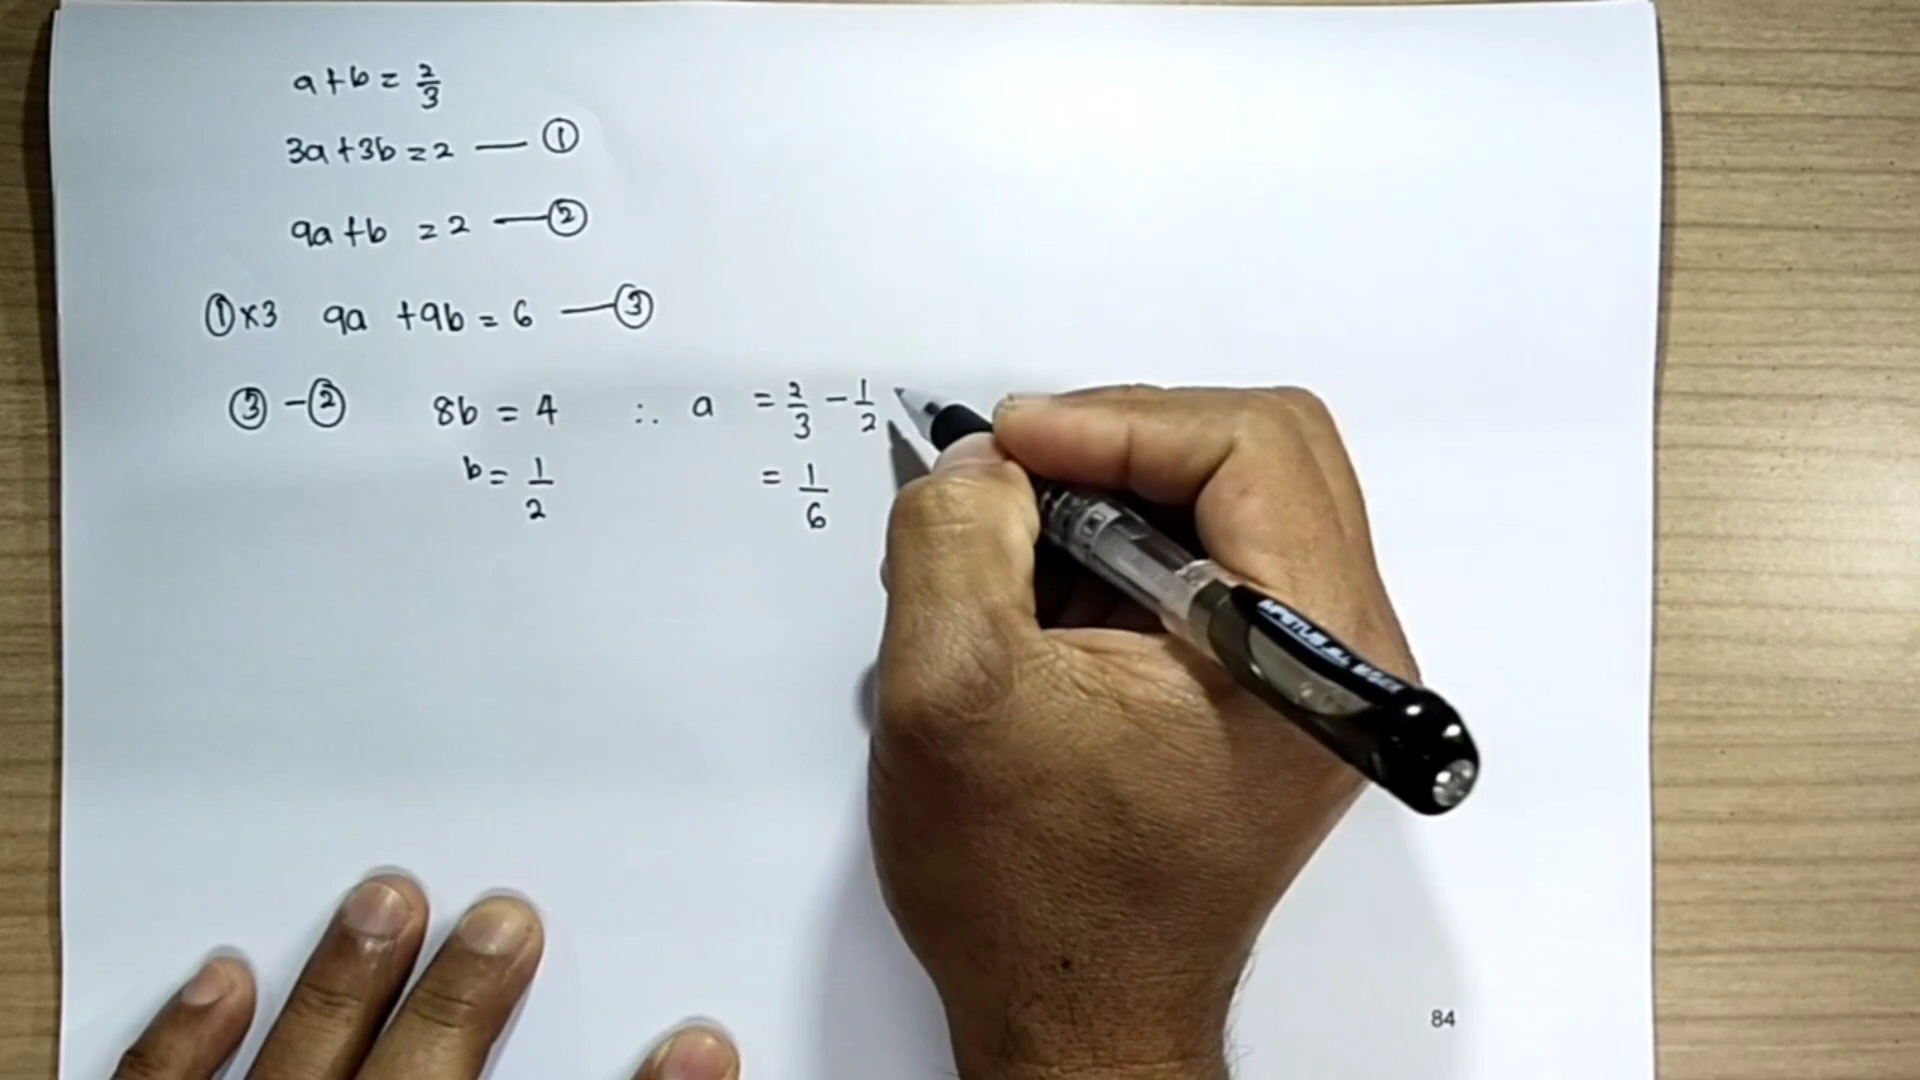 a+b = 2/3
3a+3b = 2 — ①
9a+b = 2 — ②
①×3 9a +9b = 6 — ③
③ – ② 8b = 4 ∴ a = 2/3 – 1/2
b = 1/2 = 1/6
84